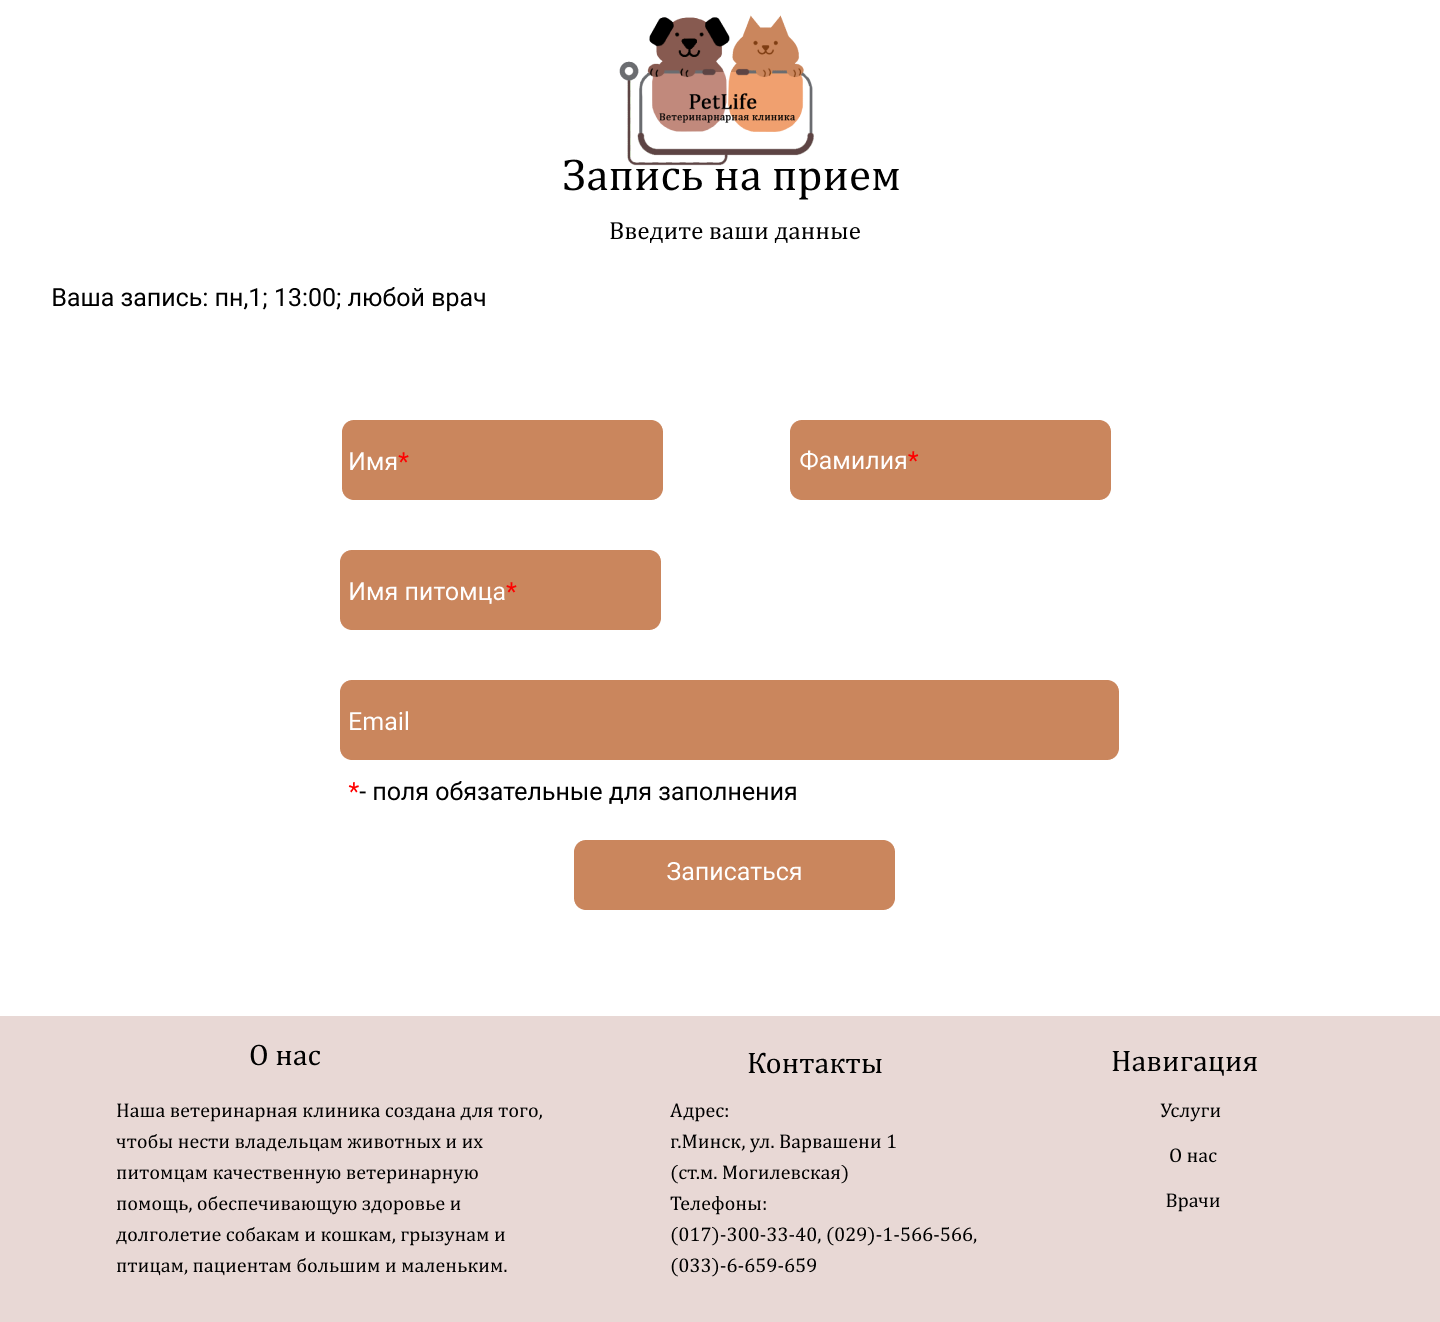 PetLife
Ветеринарнарная клиника
Запись на прием
Введите ваши данные
Ваша запись: пн,1; 13:00; любой врач
Имя*
Фамилия*
Имя питомца*
Email
*- поля обязательные для заполнения
Записаться
О нас
Наша ветеринарная клиника создана для того,
чтобы нести владельцам животных и их
питомцам качественную ветеринарную
помощь, обеспечивающую здоровье и
долголетие собакам и кошкам, грызунам и
птицам, пациентам большим и маленьким.
Контакты
Адрес:
г.Минск, ул. Варвашени 1
(ст.м. Могилевская)
Телефоны:
(017)-300-33-40, (029)-1-566-566,
(033)-6-659-659
Навигация
Услуги
О нас
Врачи